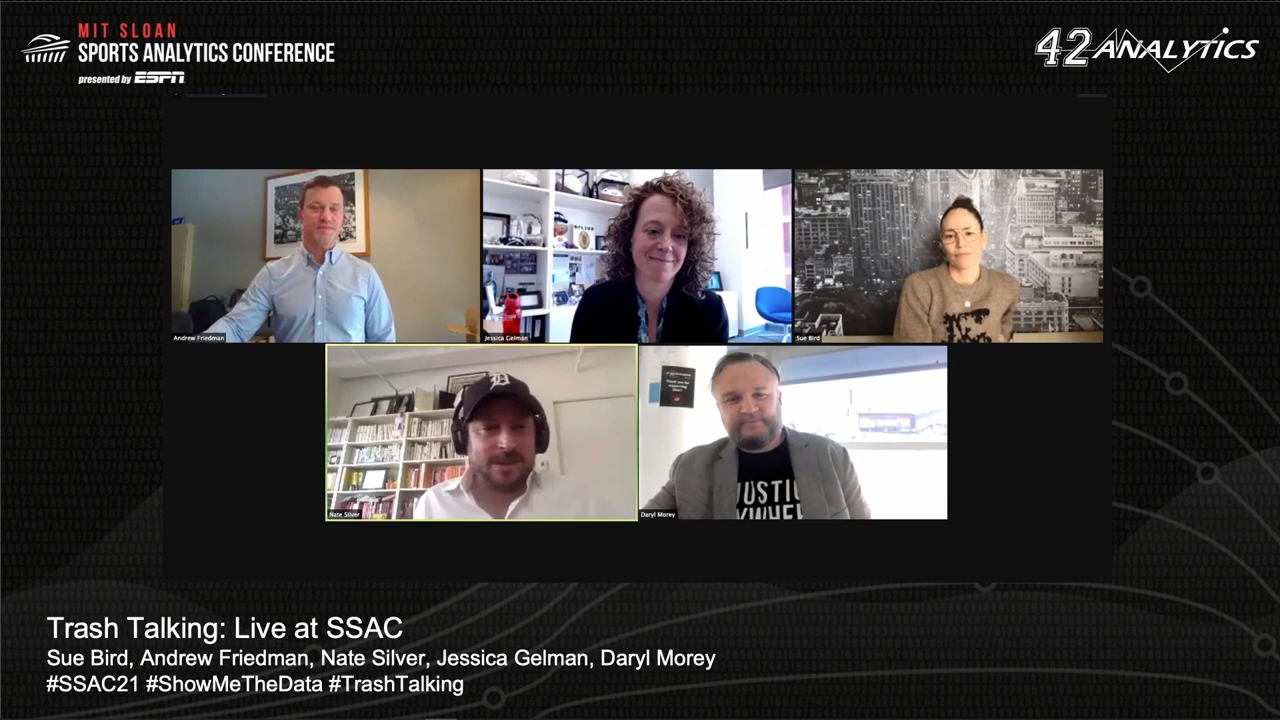 MIT SLOAN
SPORTS ANALYTICS CONFERENCE
presented by ESPN
42 ANALYTICS
Andrew Friedman
Jessica Gelman
Sue Bird
D
Nate Silver
JUSTIC
YWHER
Daryl Morey
Trash Talking: Live at SSAC
Sue Bird, Andrew Friedman, Nate Silver, Jessica Gelman, Daryl Morey
#SSAC21 #ShowMeTheData #TrashTalking